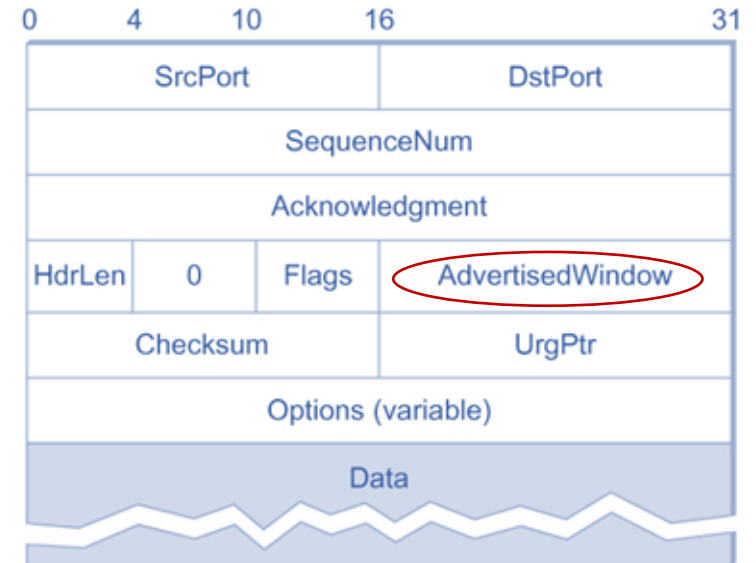 0 4 10 16 31
SrcPort DstPort
SequenceNum
Acknowledgment
HdrLen 0 Flags AdvertisedWindow
Checksum UrgPtr
Options (variable)
Data